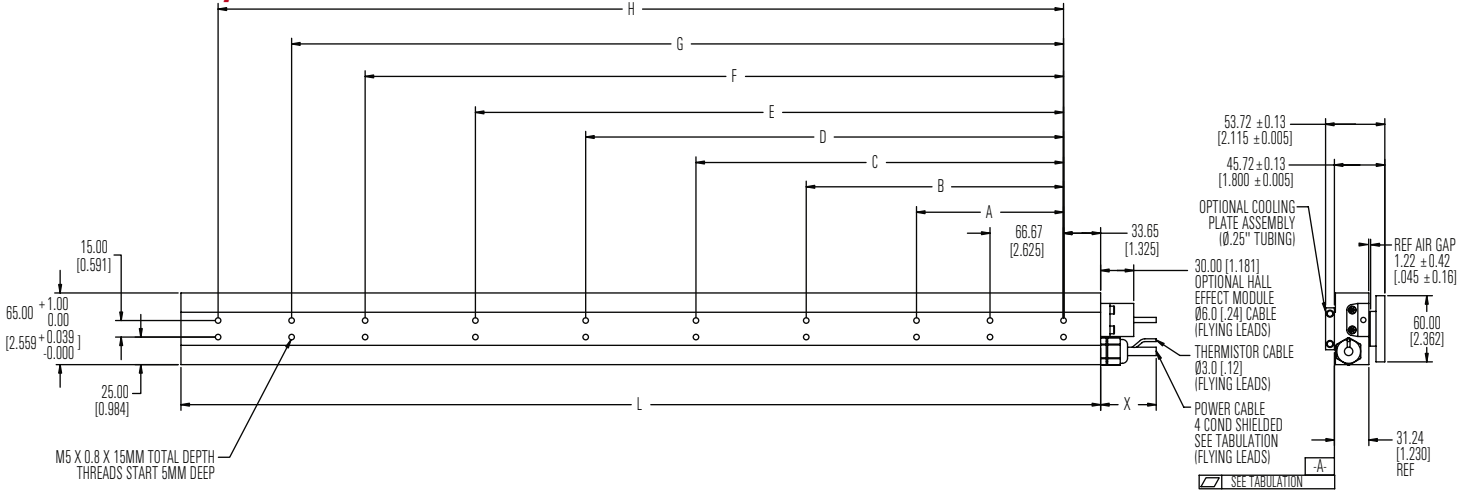 H
G
F
E
D
C
B
A
66.67
[2.625]
33.65
[1.325]
15.00
[0.591]
65.00 +1.00
0.00
[2.559 +0.039
-0.000 ]
25.00
[0.984]
L
X
M5 X 0.8 X 15MM TOTAL DEPTH
THREADS START 5MM DEEP
30.00 [1.181]
OPTIONAL HALL
EFFECT MODULE
Ø6.0 [.24] CABLE
(FLYING LEADS)
THERMISTOR CABLE
Ø3.0 [.12]
(FLYING LEADS)
POWER CABLE
4 COND SHIELDED
SEE TABULATION
(FLYING LEADS)
53.72 ±0.13
[2.115 ±0.005]
45.72 ±0.13
[1.800 ±0.005]
OPTIONAL COOLING
PLATE ASSEMBLY
(Ø.25" TUBING)
REF AIR GAP
1.22 ±0.42
[.045 ±0.16]
60.00
[2.362]
31.24
[1.230]
REF
-A-
SEE TABULATION